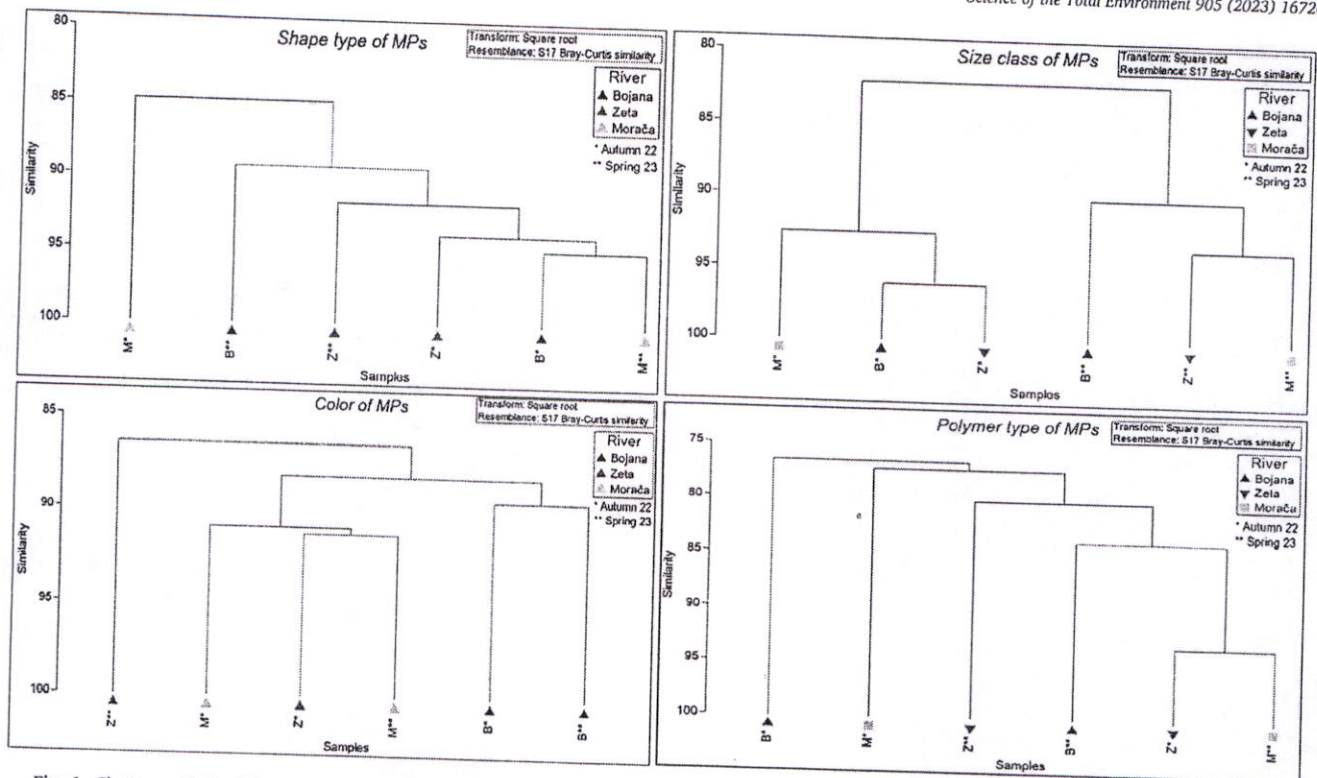 Science of the Total Environment 905 (2023) 1672
Shape type of MPs
Transform: Square root
Resemblance: S17 Bray-Curtis similarity
River
Bojana
Zeta
Morača
* Autumn 22
** Spring 23
80
85
90
95
100
Similarity
M*
B**
Z**
Z*
B*
M**
Samples
Size class of MPs
Transform: Square root
Resemblance: S17 Bray-Curtis similarity
River
Bojana
Zeta
Morača
* Autumn 22
** Spring 23
80
85
90
95
100
Similarity
M*
B*
Z*
B**
Z**
M**
Samples
Color of MPs
Transform: Square root
Resemblance: S17 Bray-Curtis similarity
River
Bojana
Zeta
Morača
* Autumn 22
** Spring 23
85
90
95
100
Similarity
Z**
M*
Z*
M**
B*
B**
Samples
Polymer type of MPs
Transform: Square root
Resemblance: S17 Bray-Curtis similarity
River
Bojana
Zeta
Morača
* Autumn 22
** Spring 23
75
80
85
90
95
100
Similarity
B*
M*
Z**
B**
Z*
M**
Samples